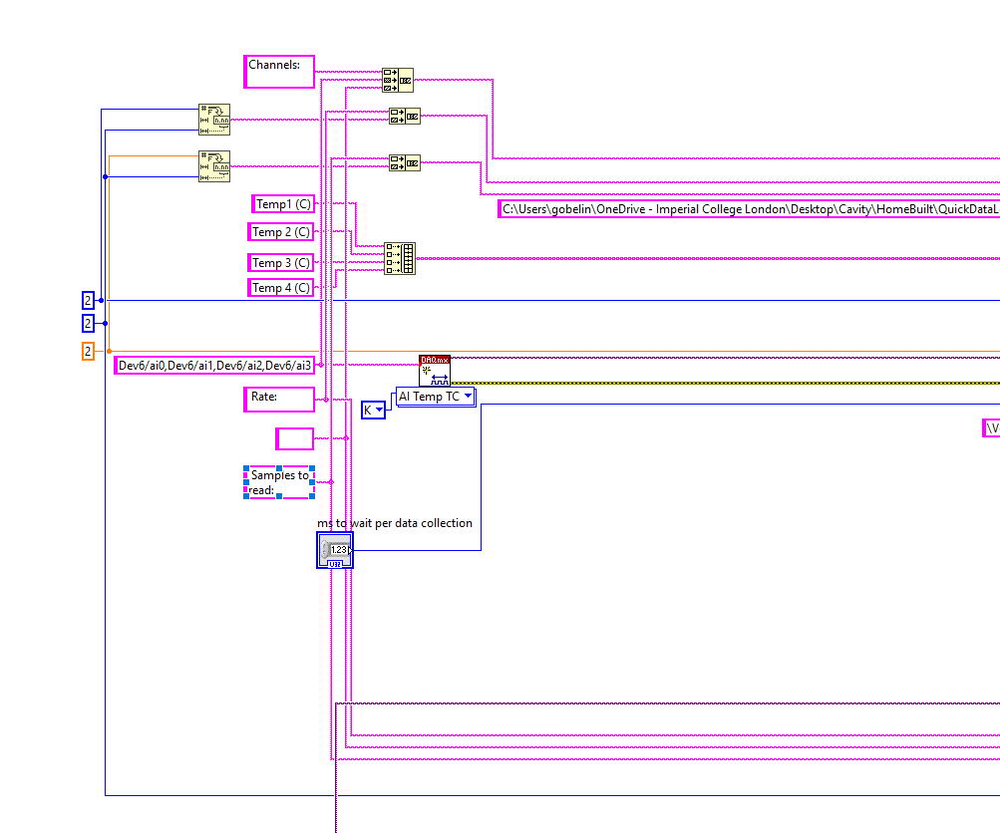 Channels:
#
n.nn
#
n.nn
Temp1 (C)
C:\Users\gobelin\OneDrive - Imperial College London\Desktop\Cavity\HomeBuilt\QuickDataL
Temp 2 (C)
Temp 3 (C)
Temp 4 (C)
2
2
2
Dev6/ai0,Dev6/ai1,Dev6/ai2,Dev6/ai3
DAQmx
Rate:
AI Temp TC
K
\V
Samples to
read:
ms to wait per data collection
1.23
U32